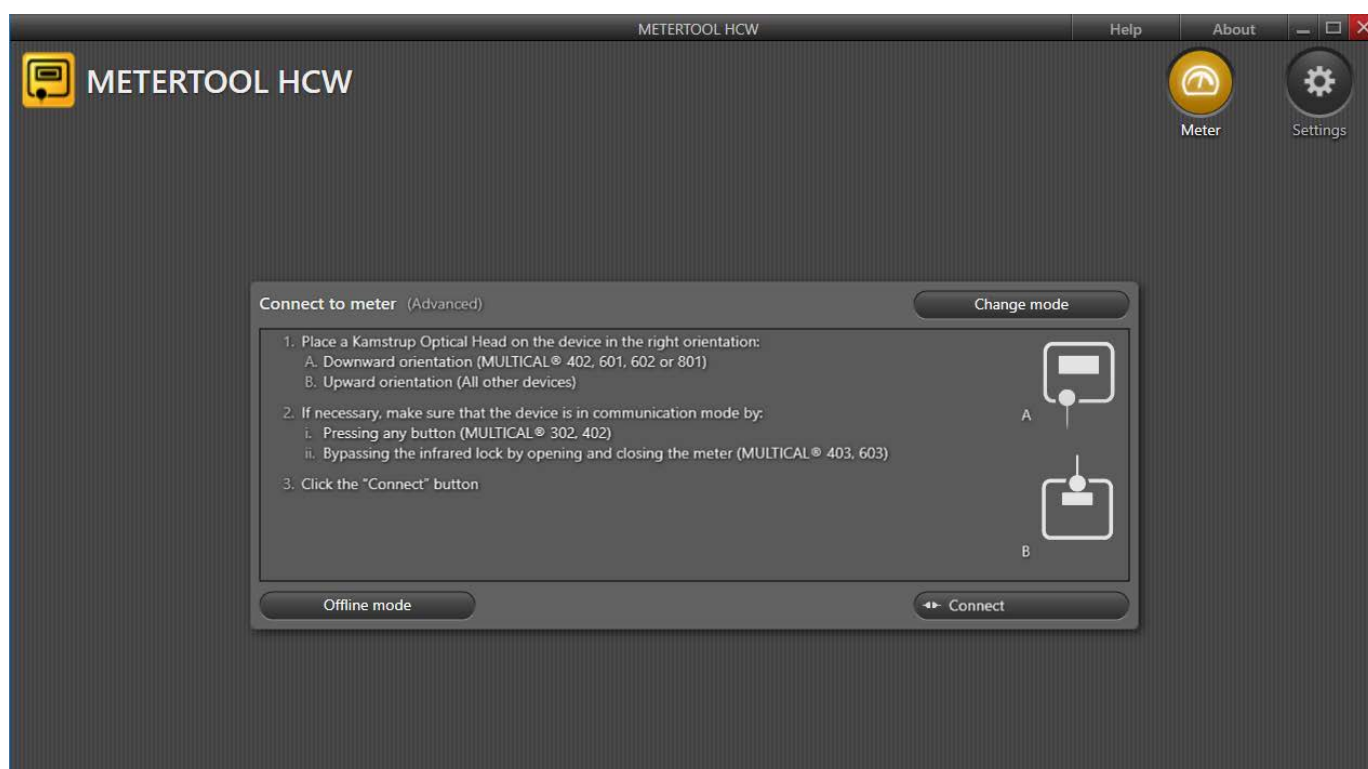 METERTOOL HCW
Help
About
METERTOOL HCW
Meter
Settings
Connect to meter (Advanced)
Change mode
1. Place a Kamstrup Optical Head on the device in the right orientation:
A. Downward orientation (MULTICAL® 402, 601, 602 or 801)
B. Upward orientation (All other devices)
2. If necessary, make sure that the device is in communication mode by:
i. Pressing any button (MULTICAL® 302, 402)
ii. Bypassing the infrared lock by opening and closing the meter (MULTICAL® 403, 603)
3. Click the "Connect" button
A
B
Offline mode
Connect